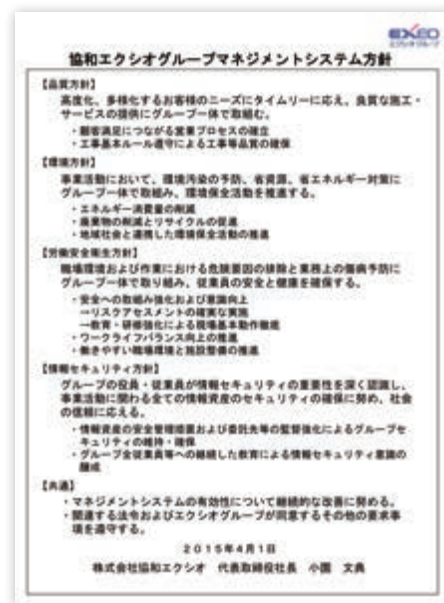 EXEO
エクシオグループ
協和エクシオグループマネジメントシステム方針
【品質方針】
高度化、多様化するお客様のニーズにタイムリーに応え、良質な施工・
サービスの提供にグループ一体で取組む。
・顧客満足につながる営業プロセスの確立
・工事基本ルール遵守による工事等品質の確保
【環境方針】
事業活動において、環境汚染の予防、省資源、省エネルギー対策に
グループ一体で取組み、環境保全活動を推進する。
・エネルギー消費量の削減
・廃棄物の削減とリサイクルの促進
・地域社会と連携した環境保全活動の推進
【労働安全衛生方針】
職場環境および作業における危険要因の排除と業務上の傷病予防に
グループ一体で取り組み、従業員の安全と健康を確保する。
・安全への取組み強化および意識向上
→リスクアセスメントの確実な実施
→教育・研修強化による現場基本動作徹底
・ワークライフバランス向上の推進
・働きやすい職場環境と施設整備の推進
【情報セキュリティ方針】
グループの役員・従業員が情報セキュリティの重要性を深く認識し、
事業活動に関わる全ての情報資産のセキュリティの確保に努め、社会
の信頼に応える。
・情報資産の安全管理措置および委託先等の監督強化によるグループセ
キュリティの維持・確保
・グループ全従業員等への継続した教育による情報セキュリティ意識の
醸成
【共通】
・マネジメントシステムの有効性について継続的な改善に努める。
・関連する法令およびエクシオグループが同意するその他の要求事
項を遵守する。
2015年4月1日
株式会社協和エクシオ 代表取締役社長 小園 文典